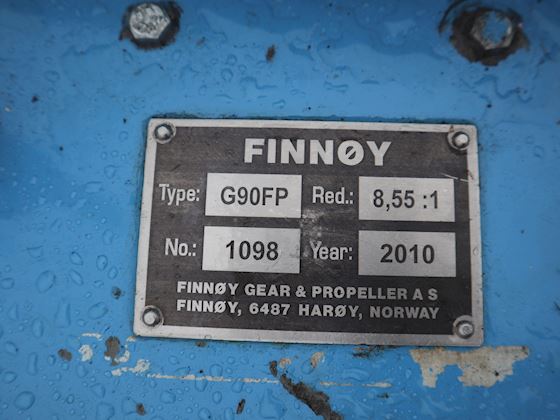 FINNØY
Type: G90FP Red.: 8,55 :1
No.: 1098 Year: 2010
FINNØY GEAR & PROPELLER A S
FINNØY, 6487 HARØY, NORWAY